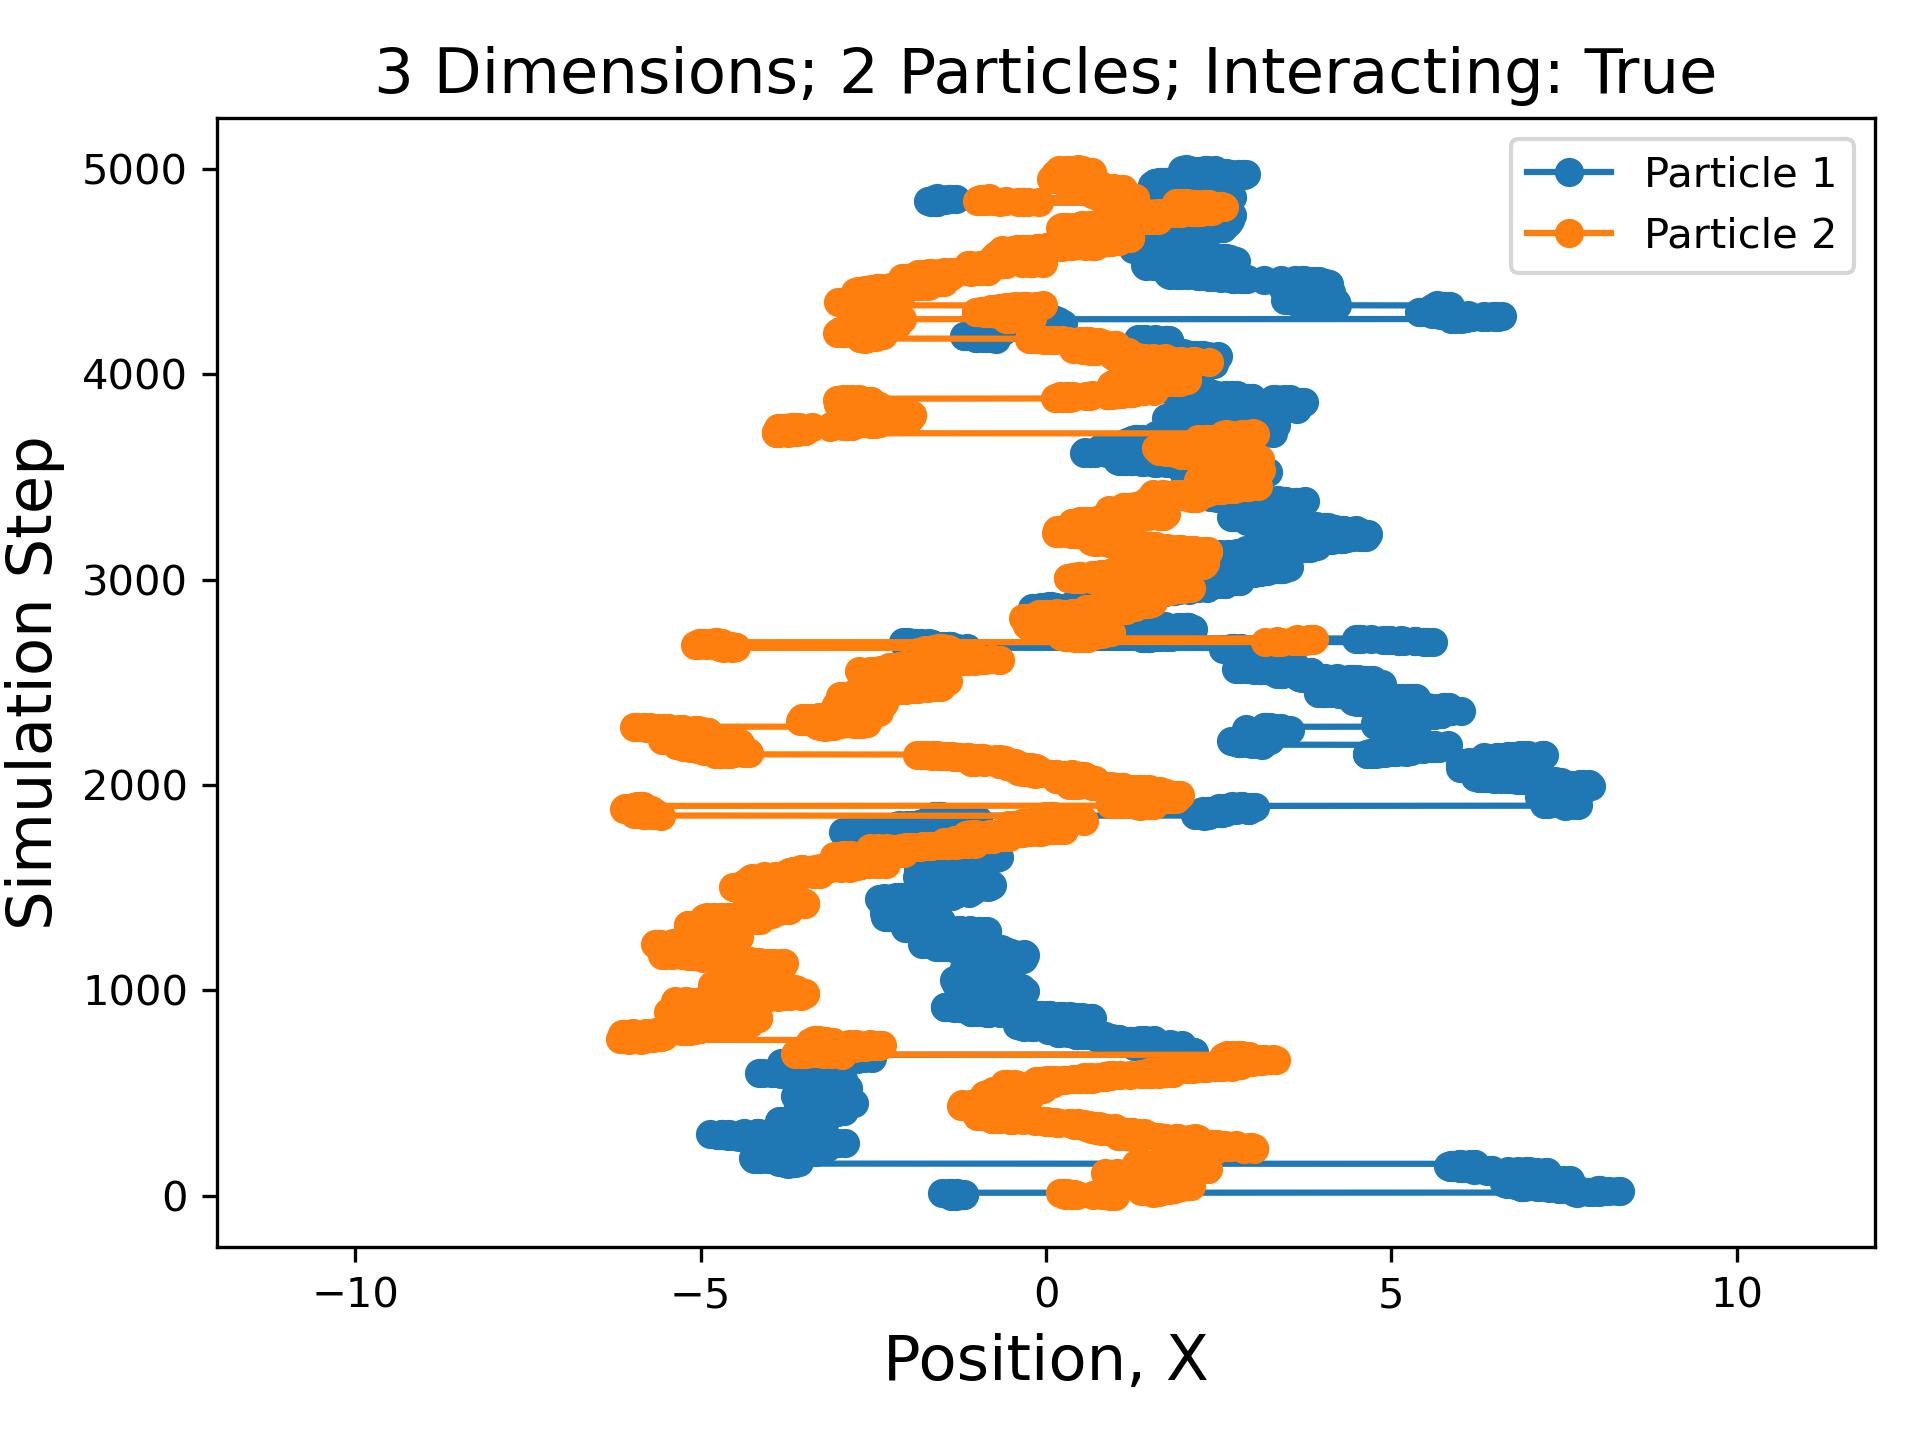 3 Dimensions; 2 Particles; Interacting: True
Particle 1
Particle 2
5000
4000
3000
2000
1000
0
Simulation Step
−10
−5
0
5
10
Position, X